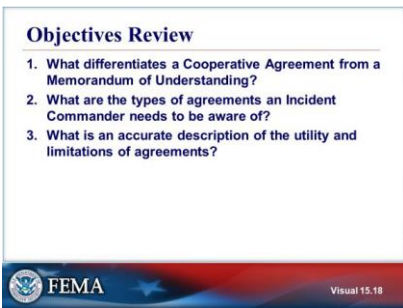 Objectives Review
1. What differentiates a Cooperative Agreement from a
Memorandum of Understanding?
2. What are the types of agreements an Incident
Commander needs to be aware of?
3. What is an accurate description of the utility and
limitations of agreements?
FEMA
Visual 15.18